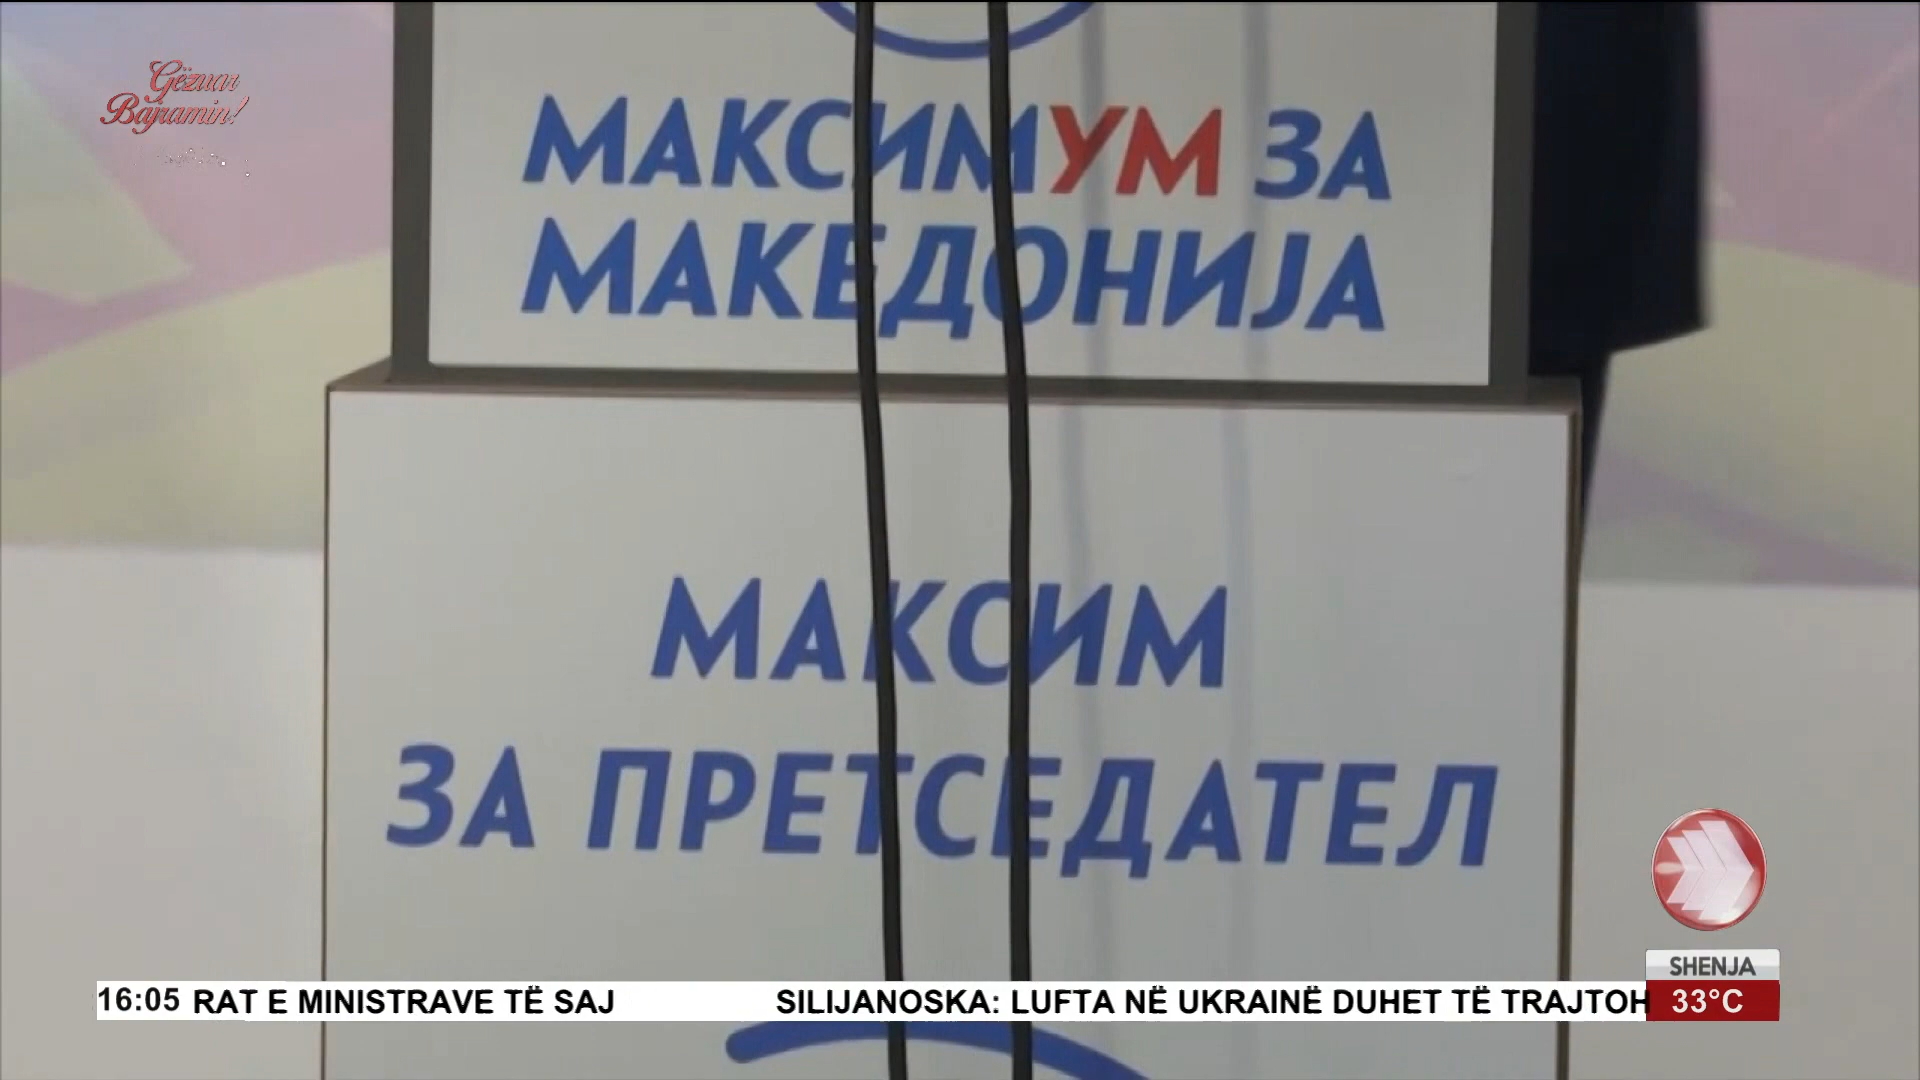 Gëzuar
Bajramin!
МАКСИМУМ ЗА
МАКЕДОНИЈА
МАКСИМ
ЗА ПРЕТСЕДАТЕЛ
SHENJA
16:05 RAT E MINISTRAVE TË SAJ SILIJANOSKA: LUFTA NË UKRAINË DUHET TË TRAJTOH 33°C